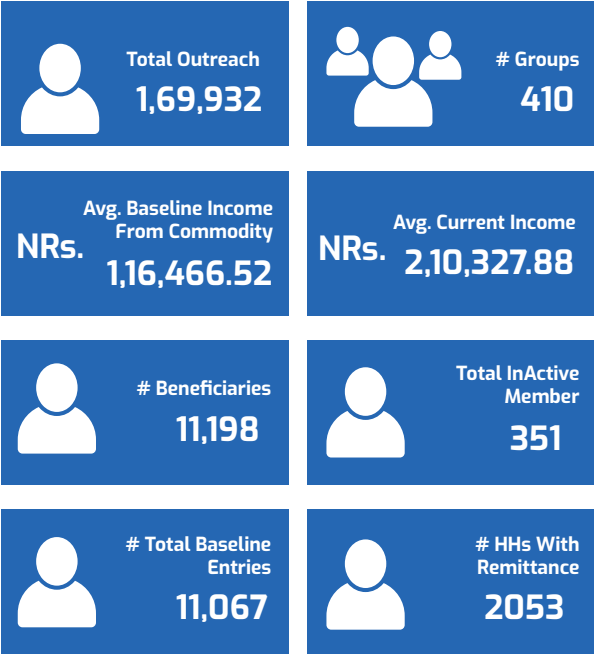 Total Outreach
1,69,932
# Groups
410
NRs.
Avg. Baseline Income
From Commodity
1,16,466.52
NRs.
Avg. Current Income
2,10,327.88
# Beneficiaries
11,198
Total InActive
Member
351
# Total Baseline
Entries
11,067
# HHs With
Remittance
2053